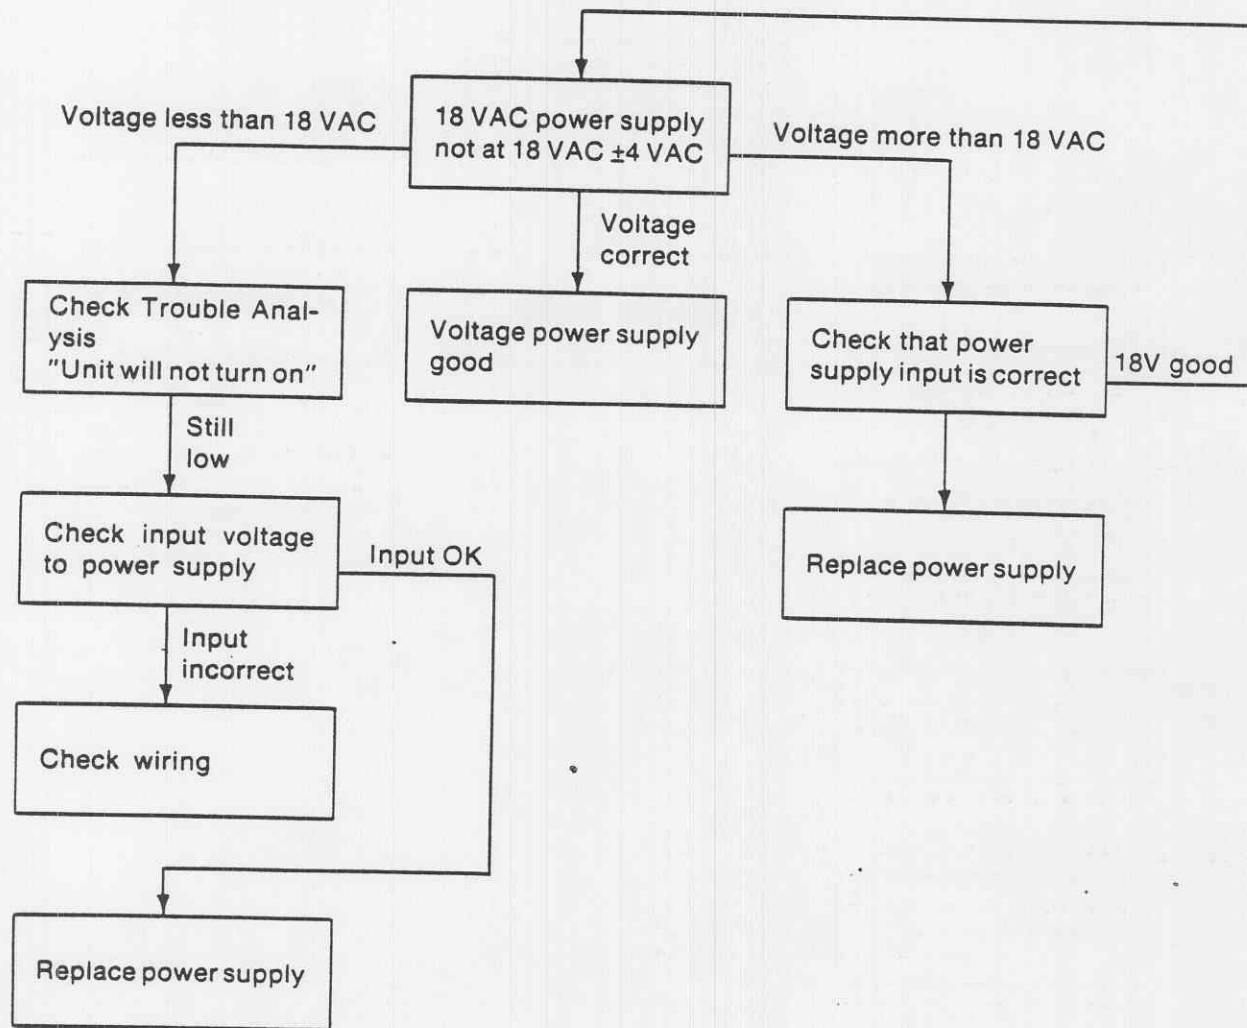 Voltage less than 18 VAC
18 VAC power supply
not at 18 VAC ±4 VAC
Voltage more than 18 VAC
Voltage
correct
Check Trouble Anal-
ysis
"Unit will not turn on"
Voltage power supply
good
Check that power
supply input is correct
18V good
Still
low
Check input voltage
to power supply
Input OK
Replace power supply
Input
incorrect
Check wiring
Replace power supply